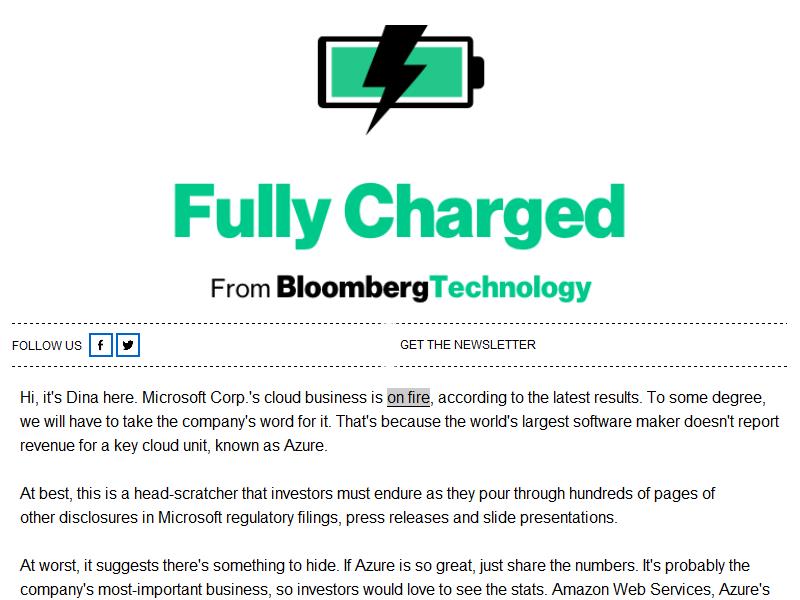 Fully Charged
From BloombergTechnology
FOLLOW US
GET THE NEWSLETTER
Hi, it's Dina here. Microsoft Corp.'s cloud business is on fire, according to the latest results. To some degree,
we will have to take the company's word for it. That's because the world's largest software maker doesn't report
revenue for a key cloud unit, known as Azure.
At best, this is a head-scratcher that investors must endure as they pour through hundreds of pages of
other disclosures in Microsoft regulatory filings, press releases and slide presentations.
At worst, it suggests there's something to hide. If Azure is so great, just share the numbers. It's probably the
company's most-important business, so investors would love to see the stats. Amazon Web Services, Azure's